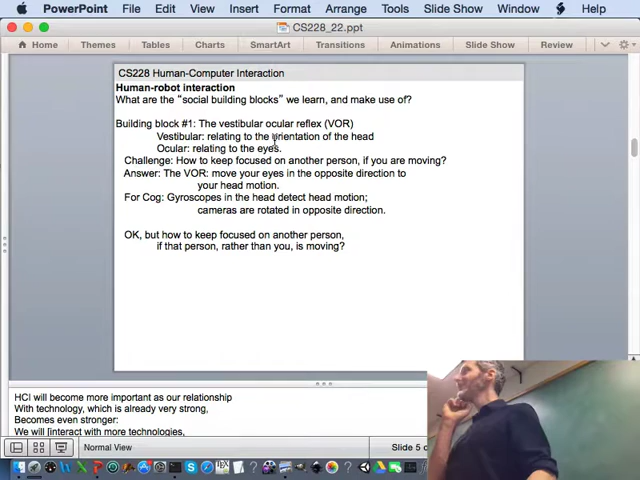 PowerPoint File Edit View Insert Format Arrange Tools Slide Show Window Help
CS228_22.ppt
Home Themes Tables Charts SmartArt Transitions Animations Slide Show Review
CS228 Human-Computer Interaction
Human-robot interaction
What are the “social building blocks” we learn, and make use of?
Building block #1: The vestibular ocular reflex (VOR)
Vestibular: relating to the orientation of the head
Ocular: relating to the eyes.
Challenge: How to keep focused on another person, if you are moving?
Answer: The VOR: move your eyes in the opposite direction to
your head motion.
For Cog: Gyroscopes in the head detect head motion;
cameras are rotated in opposite direction.
OK, but how to keep focused on another person,
if that person, rather than you, is moving?
HCI will become more important as our relationship
With technology, which is already very strong,
Becomes even stronger:
We will [interact with more technologies,
Normal View
Slide 5 o